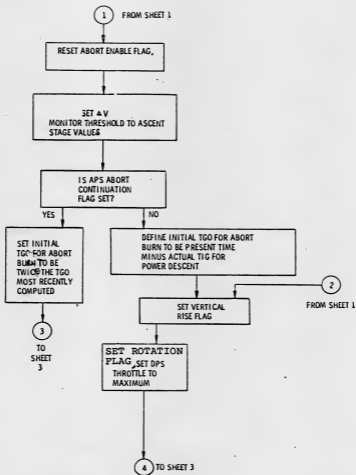 1
FROM SHEET 1
RESET ABORT ENABLE FLAG,
SET ΔV
MONITOR THRESHOLD TO ASCENT
STAGE VALUES
IS APS ABORT
CONTINUATION
FLAG SET?
YES
NO
SET INITIAL
TGO FOR ABORT
BURN TO BE
TWICE THE TGO
MOST RECENTLY
COMPUTED
DEFINE INITIAL TGO FOR ABORT
BURN TO BE PRESENT TIME
MINUS ACTUAL TIG FOR
POWER DESCENT
2
FROM SHEET 1
SET VERTICAL
RISE FLAG
3
TO
SHEET
3
SET ROTATION
FLAG, SET DPS
THROTTLE TO
MAXIMUM
4
TO SHEET 3